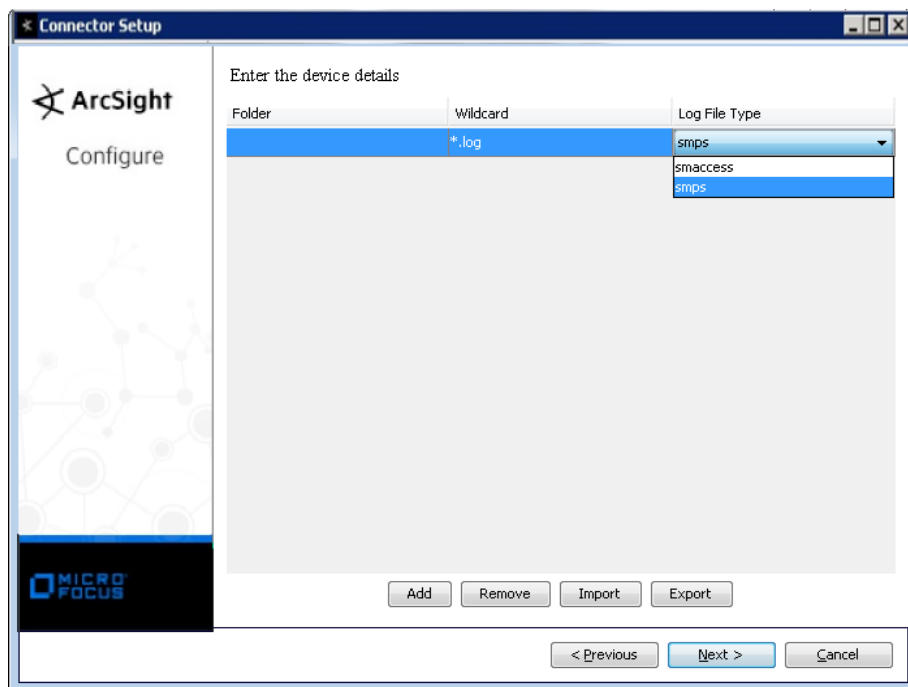 Connector Setup
ArcSight
Configure
Enter the device details
Folder Wildcard Log File Type
*.log smps
smaccess
smps
MICRO
FOCUS
Add Remove Import Export
< Previous Next > Cancel